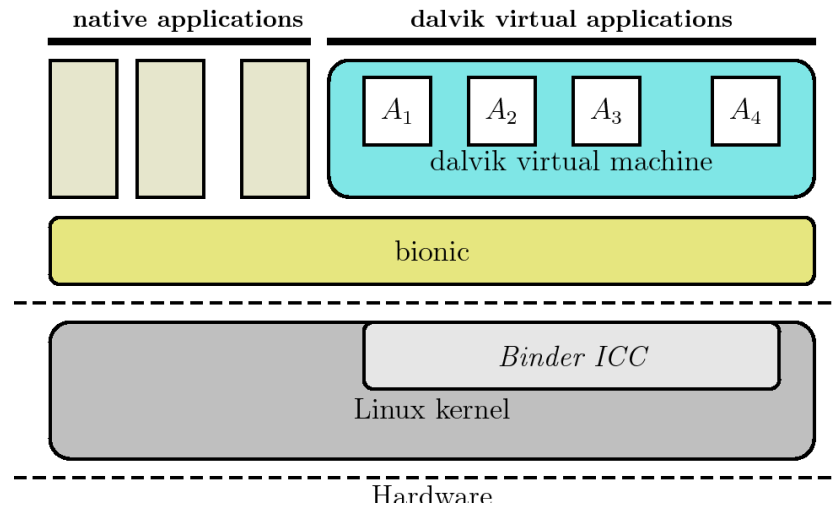 native applications dalvik virtual applications
A1 A2 A3 A4
dalvik virtual machine
bionic
Binder ICC
Linux kernel
Hardware